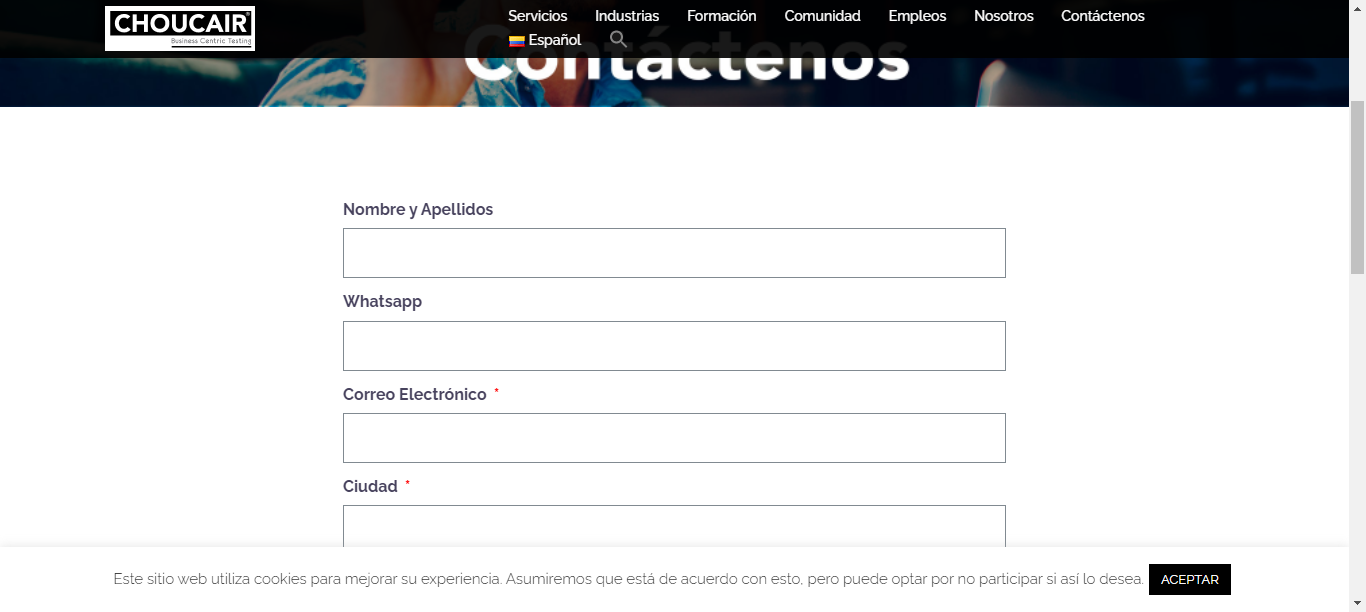 CHOUCAIR®
Business Centric Testing
Servicios Industrias Formación Comunidad Empleos Nosotros Contáctenos
Español
Contáctenos
Nombre y Apellidos
Whatsapp
Correo Electrónico *
Ciudad *
Este sitio web utiliza cookies para mejorar su experiencia. Asumiremos que está de acuerdo con esto, pero puede optar por no participar si así lo desea. ACEPTAR